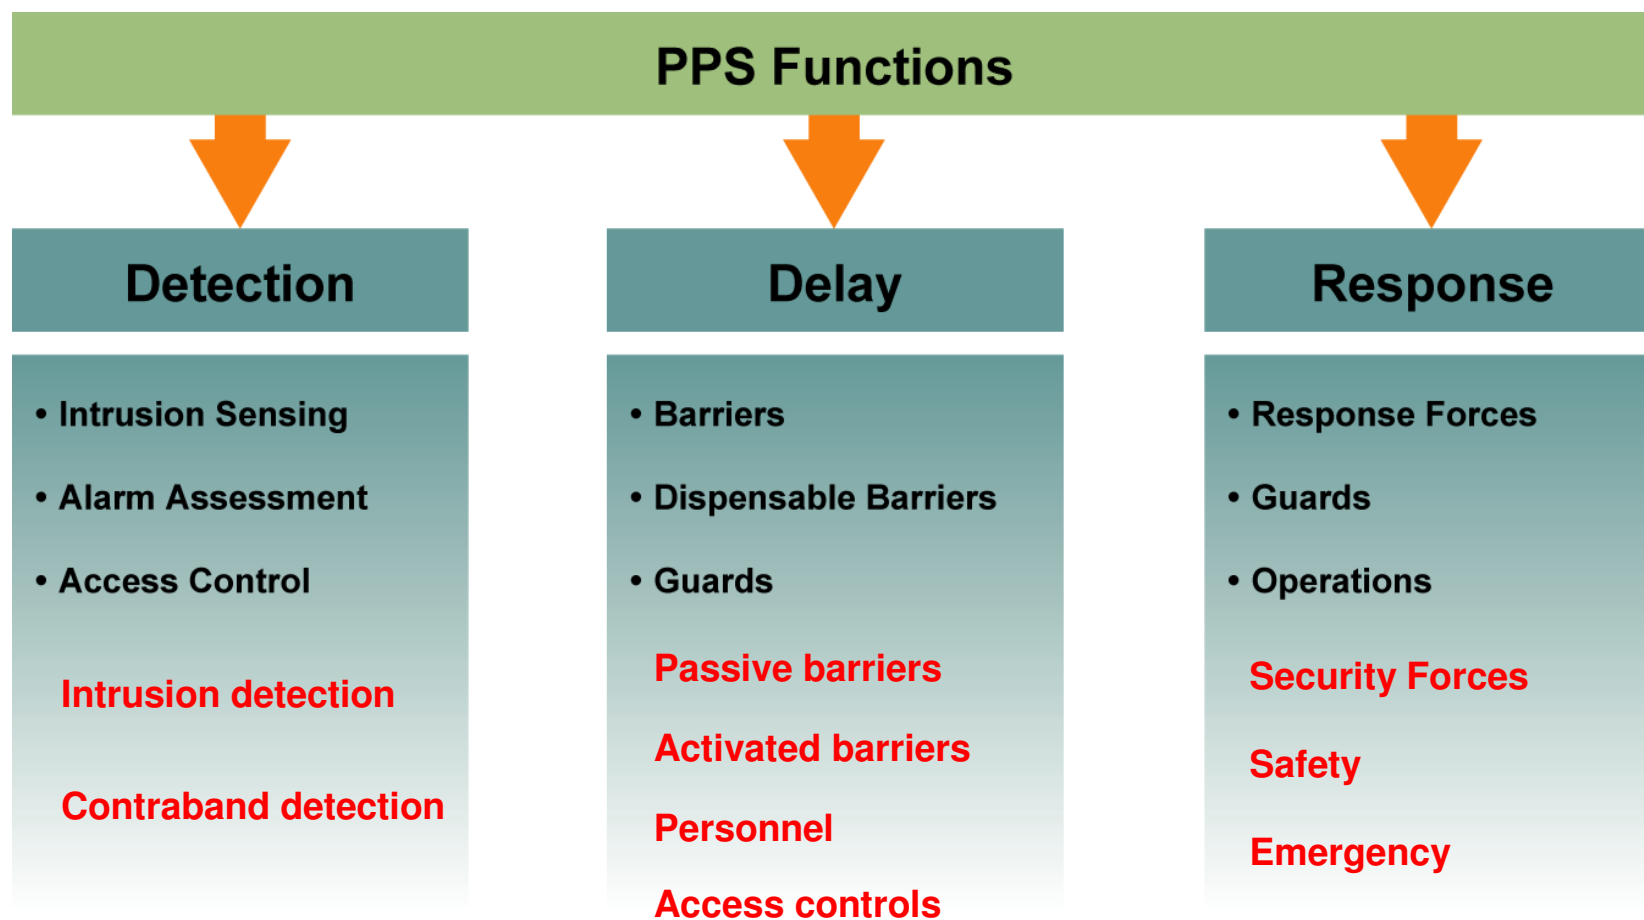 PPS Functions
Detection
• Intrusion Sensing
• Alarm Assessment
• Access Control
Intrusion detection
Contraband detection
Delay
• Barriers
• Dispensable Barriers
• Guards
Passive barriers
Activated barriers
Personnel
Access controls
Response
• Response Forces
• Guards
• Operations
Security Forces
Safety
Emergency